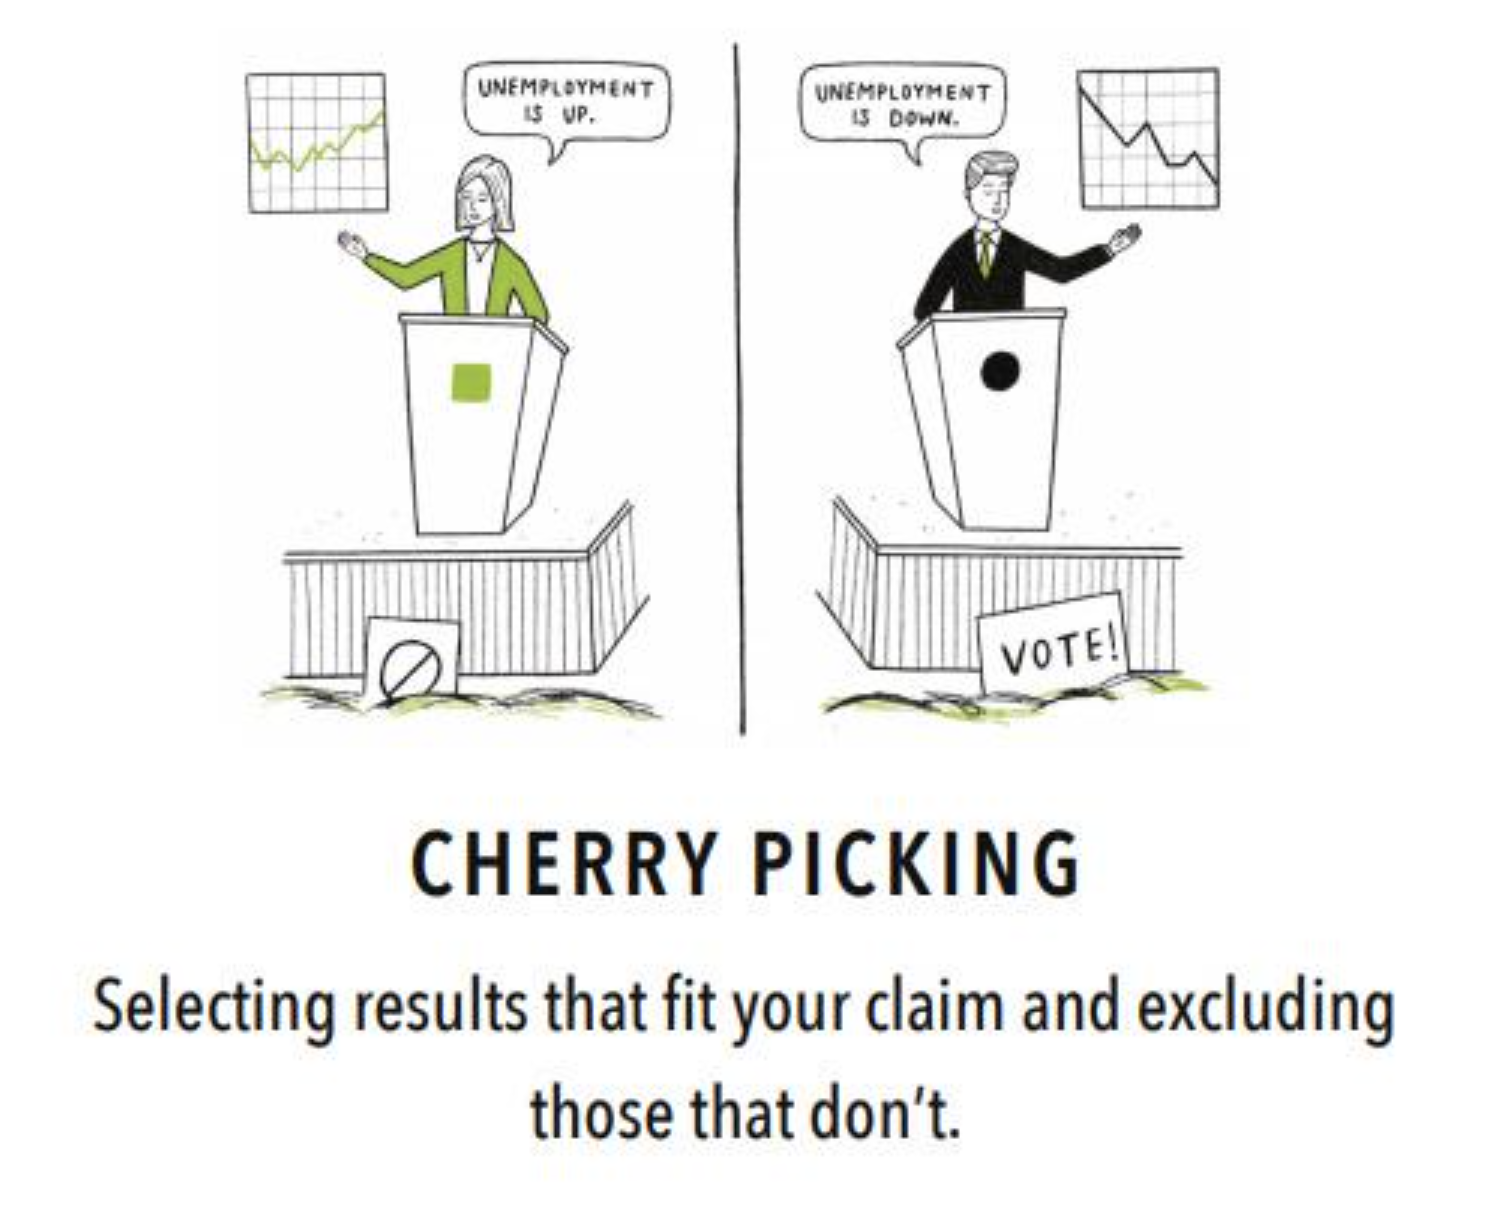 UNEMPLOYMENT
IS UP.
UNEMPLOYMENT
IS DOWN.
VOTE!
CHERRY PICKING
Selecting results that fit your claim and excluding
those that don't.